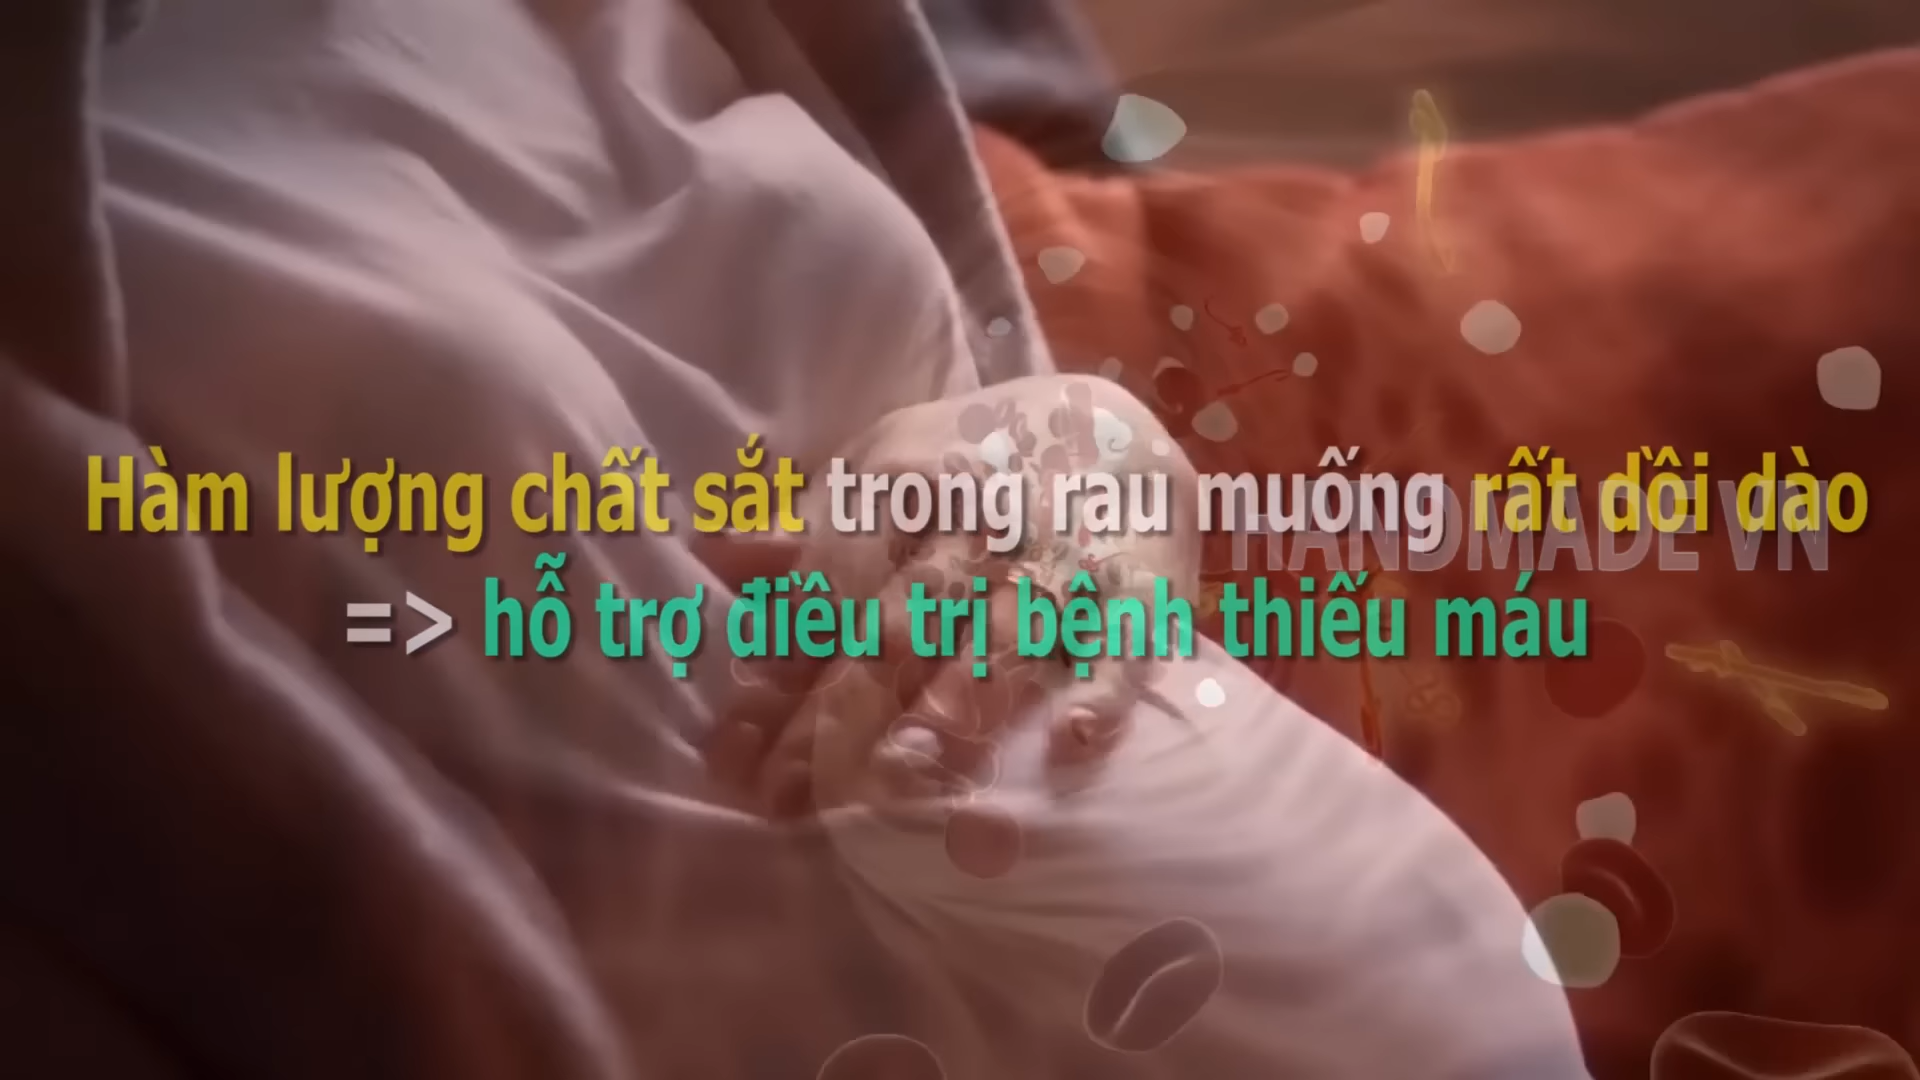 Hàm lượng chất sắt trong rau muống rất dồi dào
HANDMADE VN
=> hỗ trợ điều trị bệnh thiếu máu